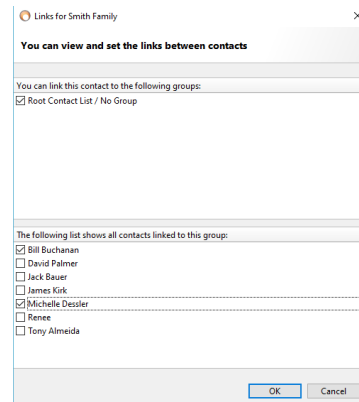 Links for Smith Family
You can view and set the links between contacts
You can link this contact to the following groups:
Root Contact List / No Group
The following list shows all contacts linked to this group:
Bill Buchanan
David Palmer
Jack Bauer
James Kirk
Michelle Dessler
Renee
Tony Almeida
OK Cancel